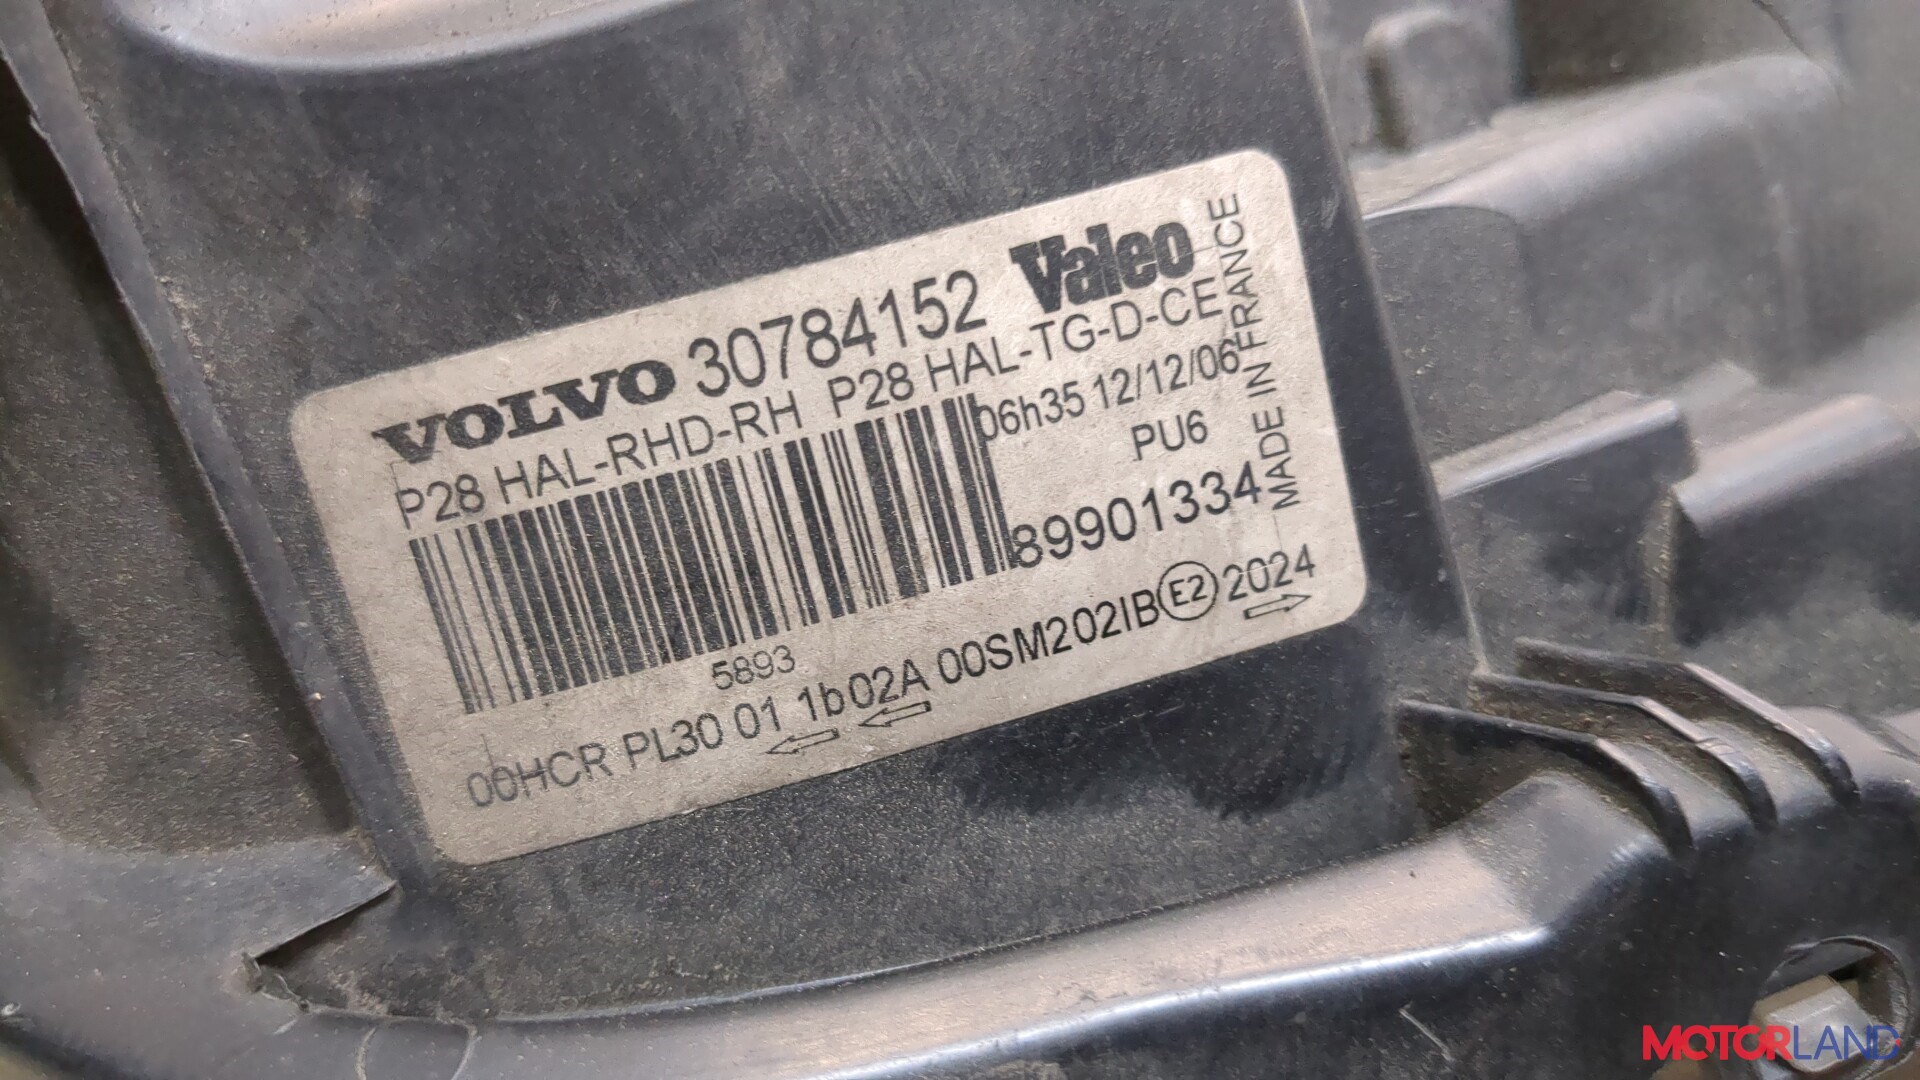 VOLVO 30784152 Valeo
P28 HAL-RHD-RH P28 HAL-TG-D-CEI
06h35 12/12/06
PU6
89901334
MADE IN FRANCE
5893
00HCR PL30 01 1b02A 00SM202IB E2 2024
MOTORLAND